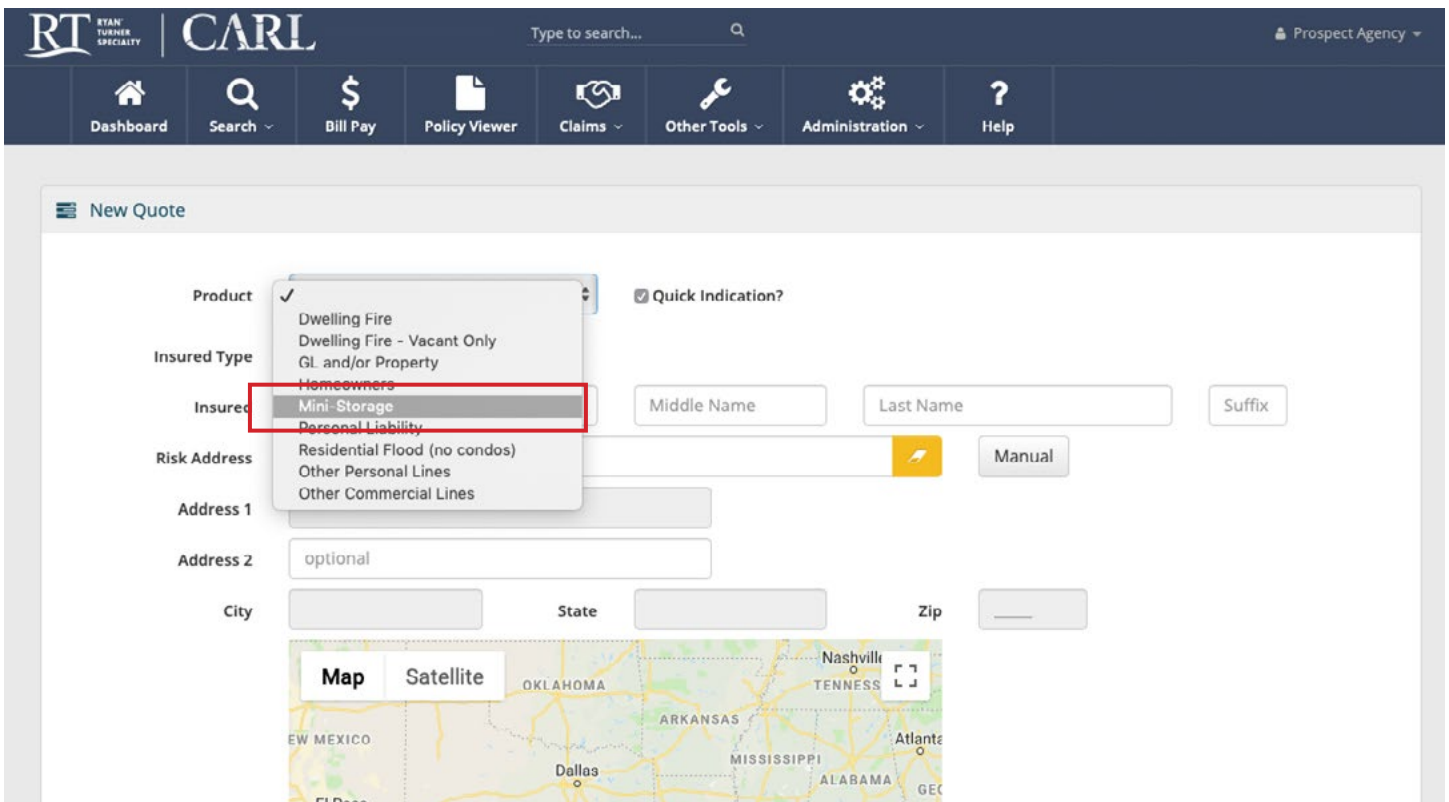 RT RYAN TURNER SPECIALTY CARL
Type to search...
Prospect Agency
Dashboard
Search
Bill Pay
Policy Viewer
Claims
Other Tools
Administration
Help
New Quote
Product
Quick Indication?
Dwelling Fire
Dwelling Fire - Vacant Only
GL and/or Property
Homeowners
Mini-Storage
Personal Liability
Residential Flood (no condos)
Other Personal Lines
Other Commercial Lines
Insured Type
Insured
Middle Name
Last Name
Suffix
Risk Address
Manual
Address 1
Address 2
optional
City
State
Zip
Map
Satellite
OKLAHOMA
Nashville
TENNESS
ARKANSAS
EW MEXICO
Atlanta
MISSISSIPPI
Dallas
ALABAMA
GEO
El Paso